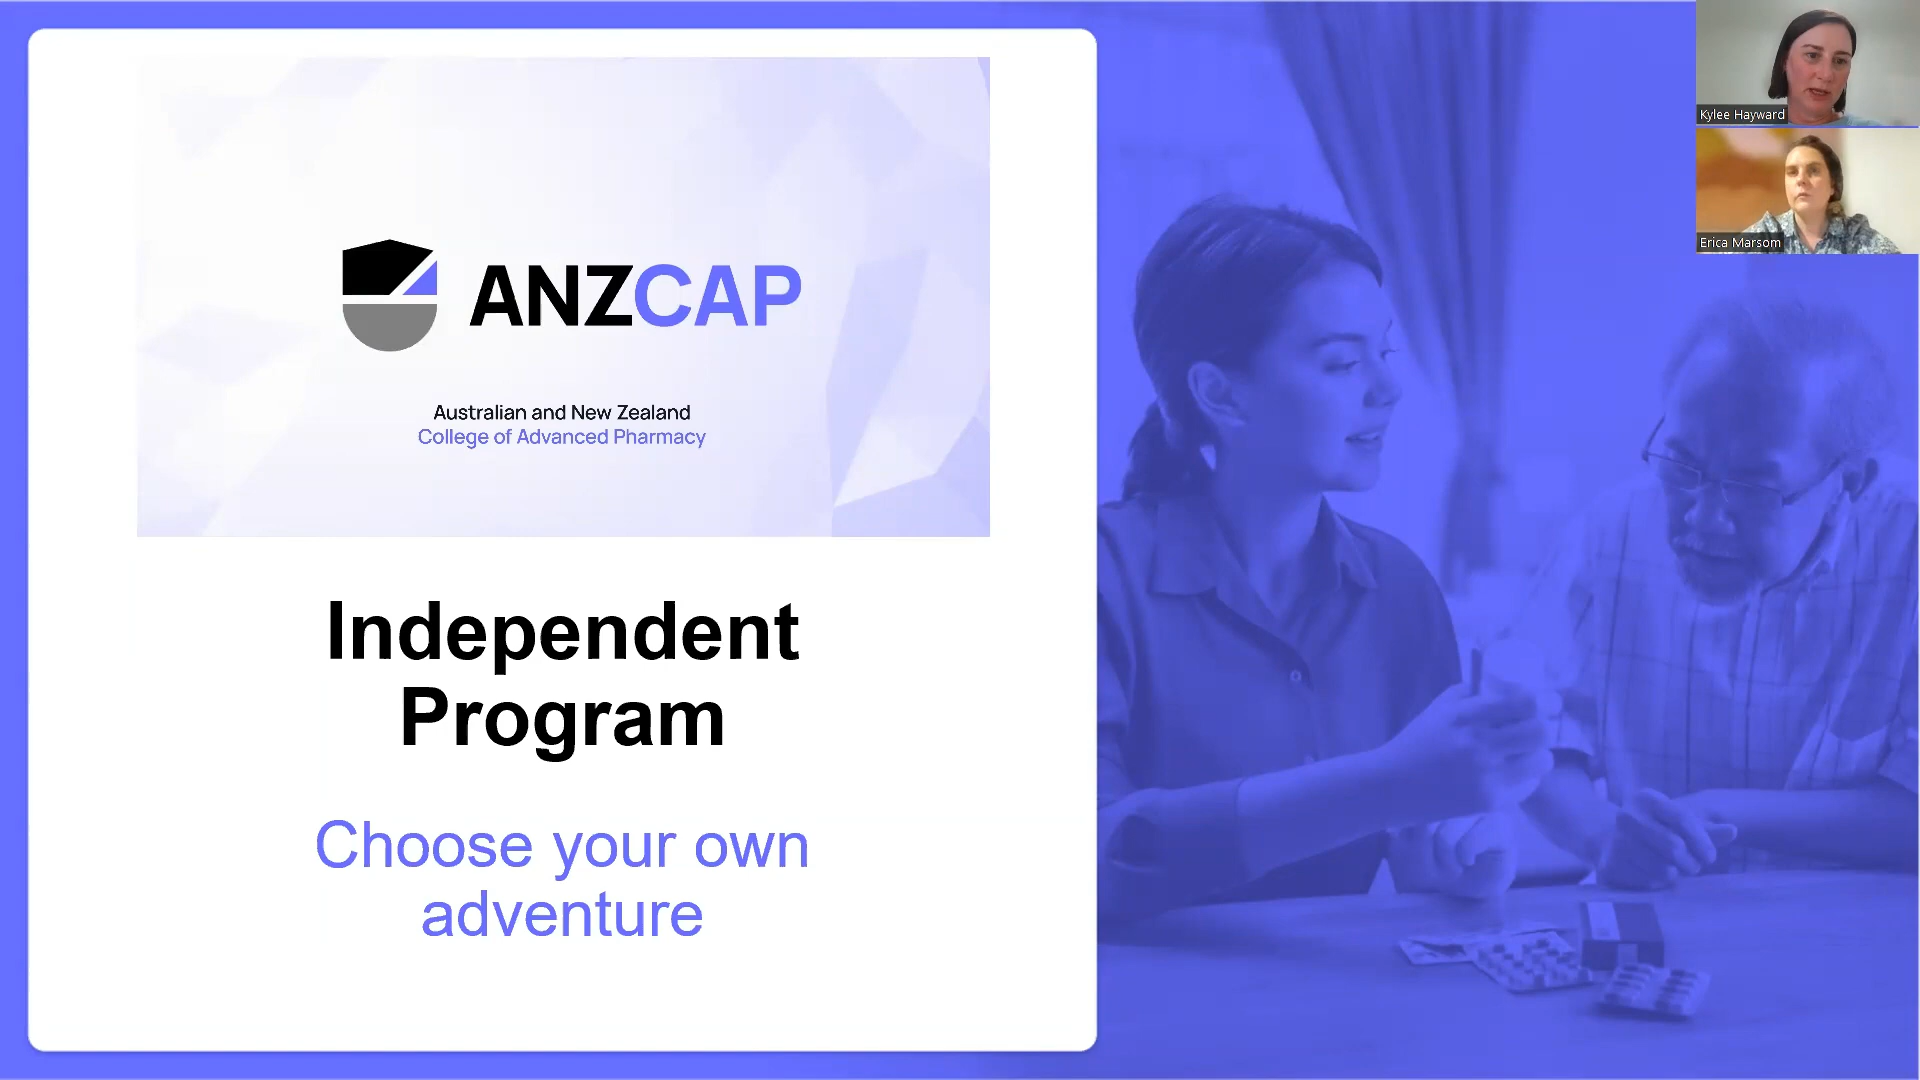 ANZCAP
Australian and New Zealand
College of Advanced Pharmacy
Independent
Program
Choose your own
adventure
Kylee Hayward
Erica Marsom